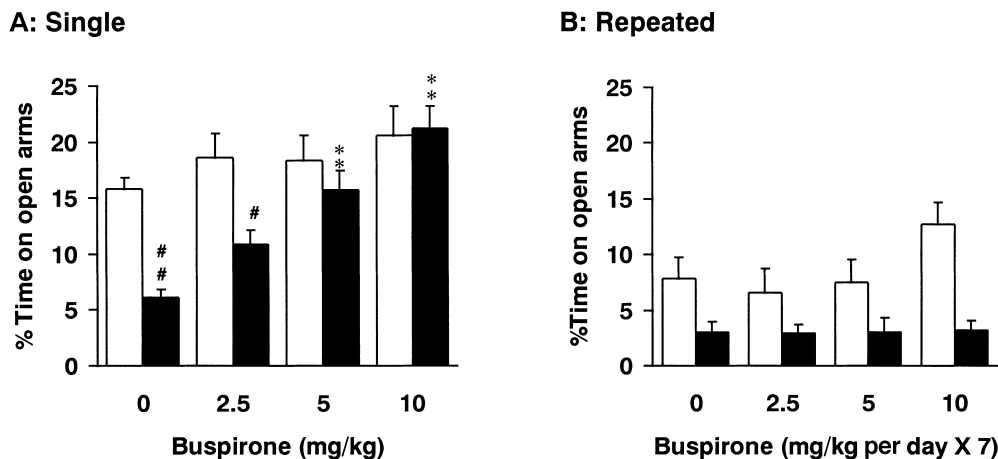 A: Single
B: Repeated
% Time on open arms
25
20
15
10
5
0
#
#
#
*
*
*
*
0 2.5 5 10
Buspirone (mg/kg)
%Time on open arms
25
20
15
10
5
0
0 2.5 5 10
Buspirone (mg/kg per day X 7)